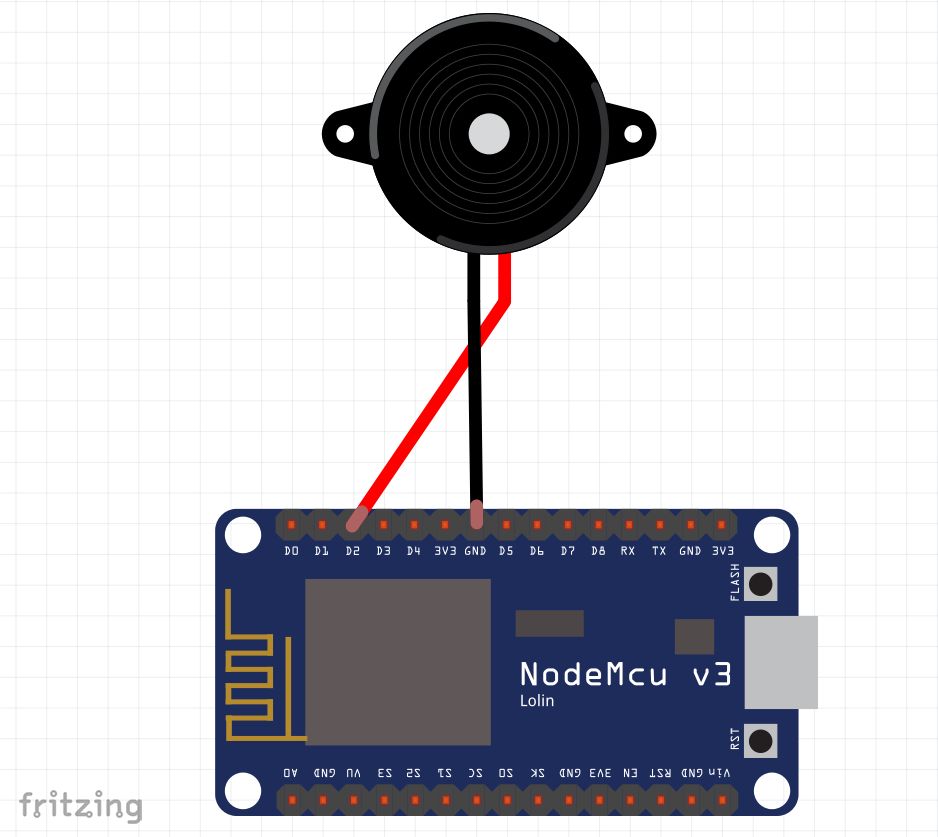 D0 D1 D2 D3 D4 3V3 GND D5 D6 D7 D8 RX TX GND 3V3
FLASH
NodeMcu v3
Lolin
RST
A0 GND VU S3 S2 S1 SC SO SK GND 3V3 EN RST GND Vin
fritzing